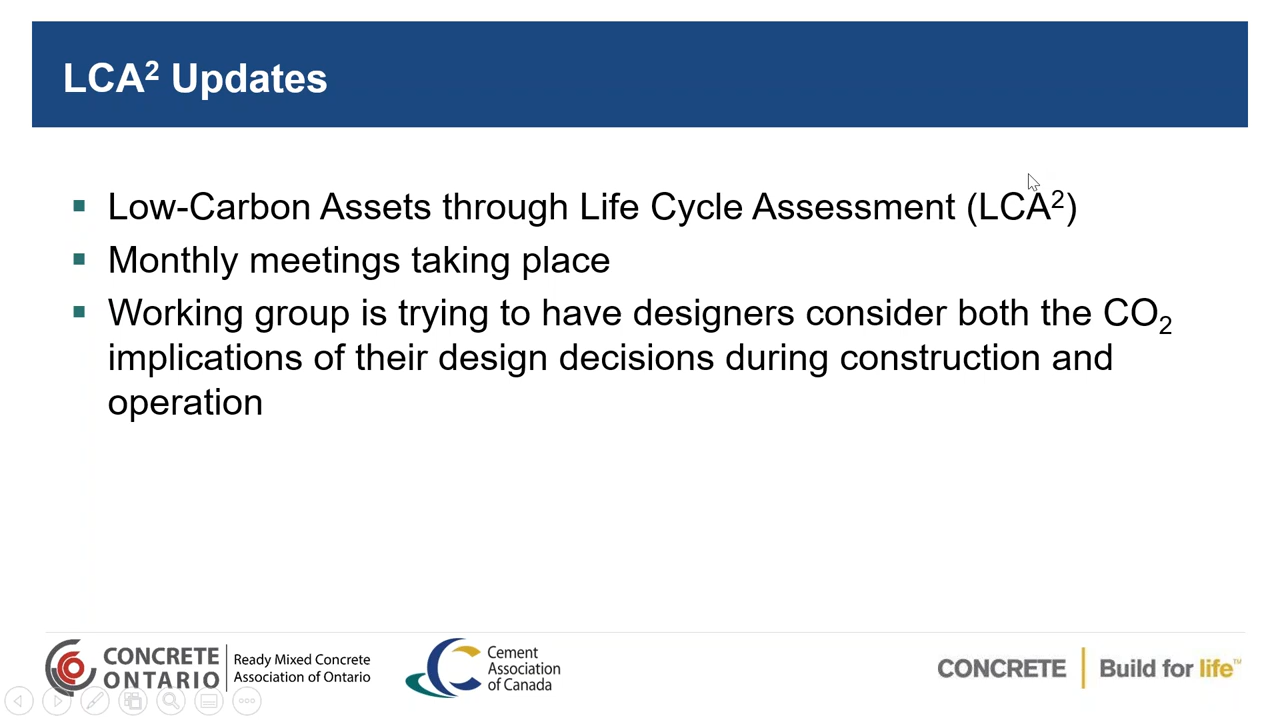 LCA² Updates
Low-Carbon Assets through Life Cycle Assessment (LCA²)
Monthly meetings taking place
Working group is trying to have designers consider both the CO₂
implications of their design decisions during construction and
operation
CONCRETE
ONTARIO
Ready Mixed Concrete
Association of Ontario
Cement
Association
of Canada
CONCRETE
Build for life™